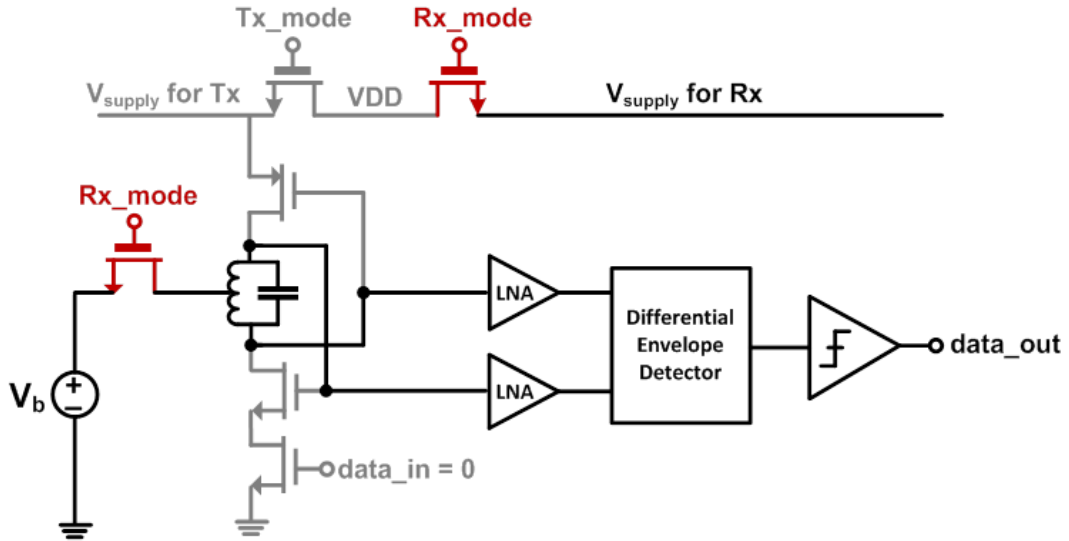 Tx_mode
Rx_mode
Vsupply for Tx
VDD
Vsupply for Rx
Rx_mode
LNA
Differential
Envelope
Detector
data_out
LNA
Vb
+
−
data_in = 0